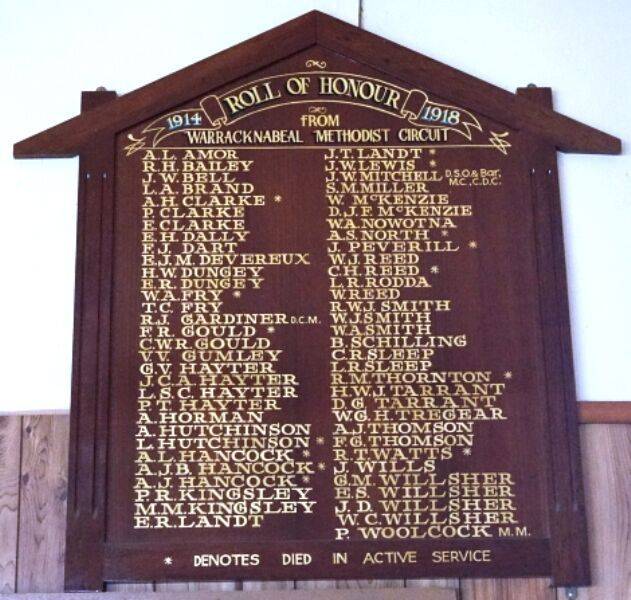 ROLL OF HONOUR
1914 1918
FROM
WARRACKNABEAL METHODIST CIRCUIT
A.L. AMOR
R.H. BAILEY
J.W. BELL
L.A. BRAND
A.H. CLARKE *
P. CLARKE
E. CLARKE
E.H. DALLY
F.J. DART
E.J.M. DEVEREUX
H.W. DUNGEY
E.R. DUNGEY
W.A. FRY *
T.C. FRY
R.J. GARDINER D.C.M.
F.R. GOULD *
C.W.R. GOULD
V.V. GUMLEY
G.V. HAYTER
J.C.A. HAYTER
L.S.C. HAYTER
P.T. HAYTER
A. HORMAN
A. HUTCHINSON
L. HUTCHINSON *
A.L. HANCOCK *
A.J.B. HANCOCK *
A.J. HANCOCK *
P.R. KINGSLEY
M.M. KINGSLEY
E.R. LANDT
J.T. LANDT *
J.W. LEWIS *
J.W. MITCHELL D.S.O. & Bar, M.C., C.D.C.
S.M. MILLER
W. McKENZIE
D.J.F. McKENZIE
W.A. NOWOTNA
A.S. NORTH *
J. PEVERILL *
W.J. REED
C.H. REED *
L.R. RODDA
W. REED
R.W.J. SMITH
W.J. SMITH
W.A. SMITH
B. SCHILLING
C.R. SLEEP
L.R. SLEEP
R.M. THORNTON *
H.W.J. TARRANT
D.G. TARRANT
W.G.H. TREGEAR
A.J. THOMSON
F.G. THOMSON
R.T. WATTS *
J. WILLS
G.M. WILLSHER
E.S. WILLSHER
J.D. WILLSHER
W.C. WILLSHER
P. WOOLCOCK M.M.
* DENOTES DIED IN ACTIVE SERVICE